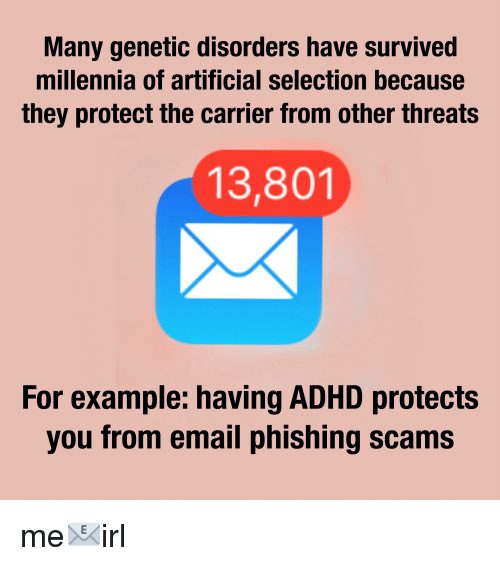 Many genetic disorders have survived
millennia of artificial selection because
they protect the carrier from other threats
13,801
For example: having ADHD protects
you from email phishing scams
me📧irl